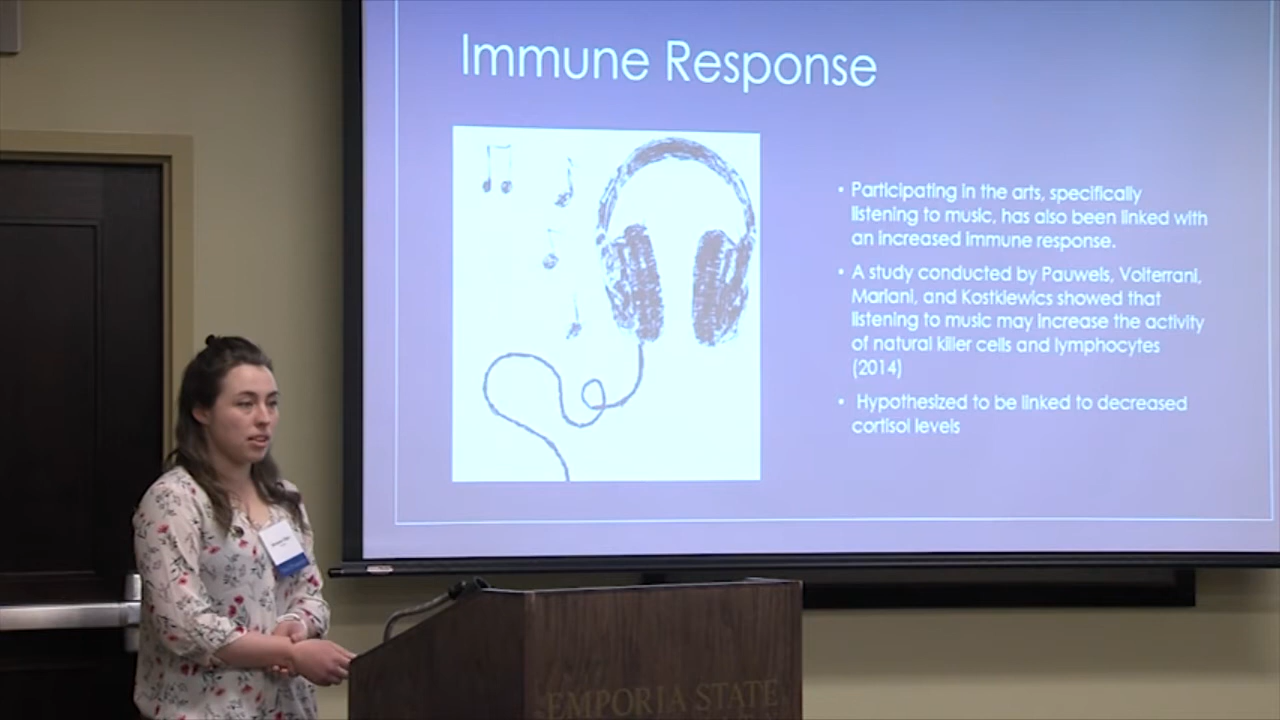 Immune Response
• Participating in the arts, specifically
listening to music, has also been linked with
an increased immune response.
• A study conducted by Pauwels, Volterrani,
Mariani, and Kostkiewics showed that
listening to music may increase the activity
of natural killer cells and lymphocytes
(2014)
• Hypothesized to be linked to decreased
cortisol levels
EMPORIA STATE